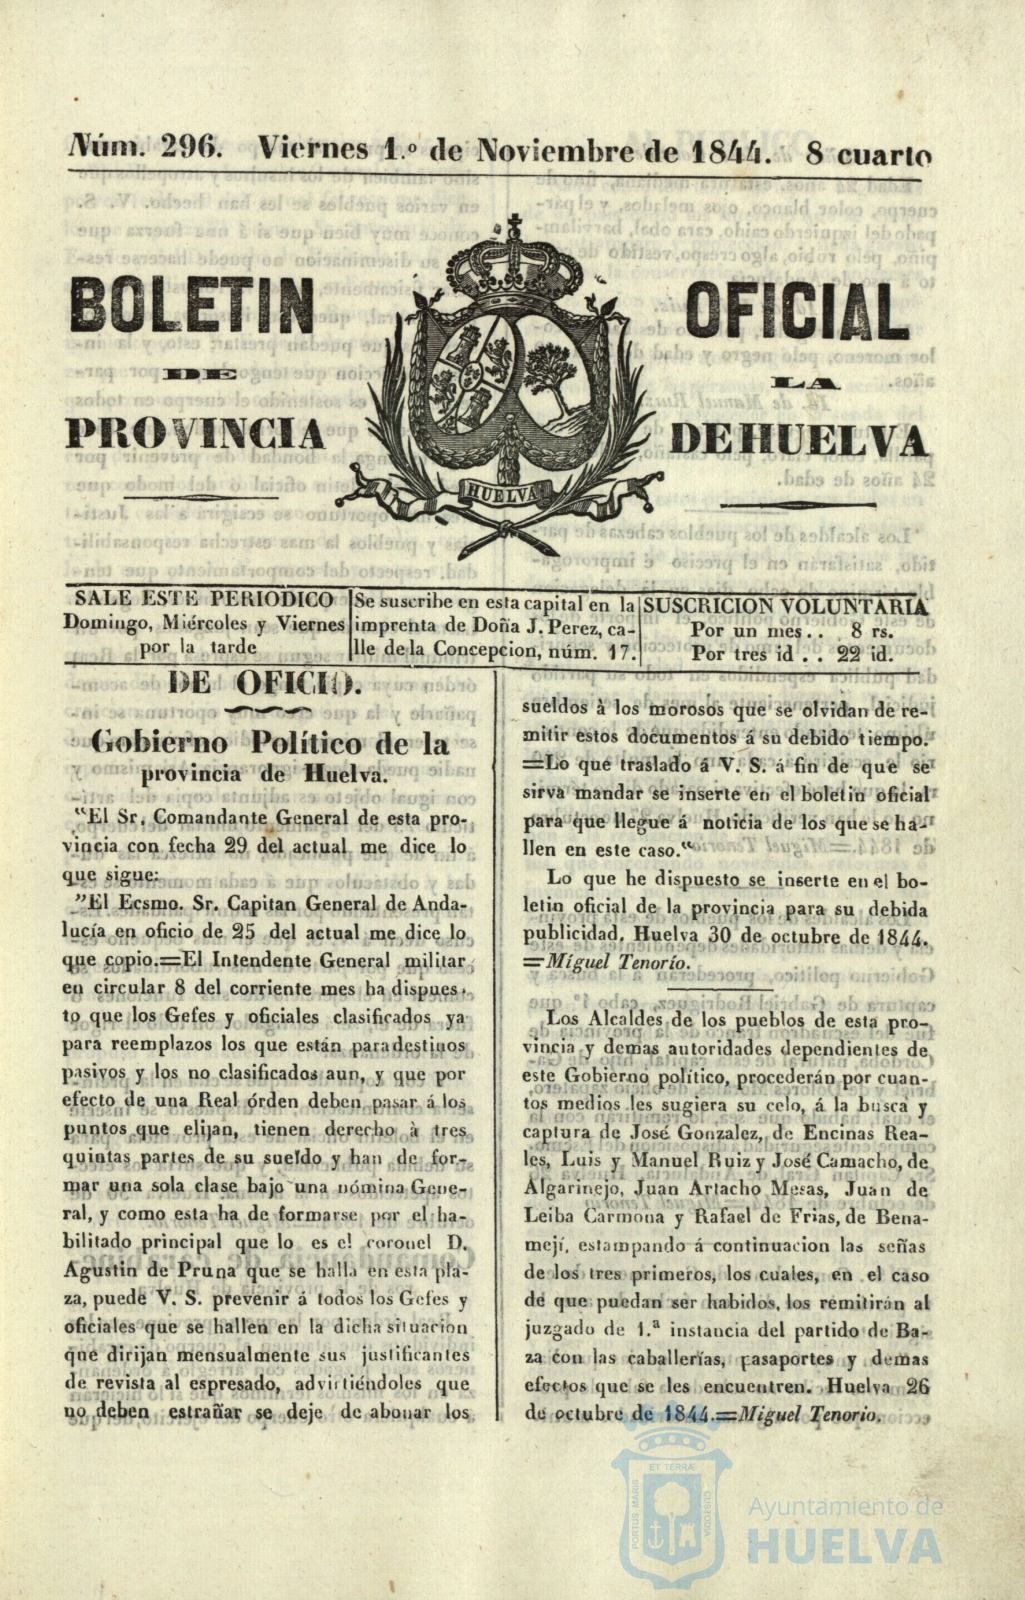 Núm. 296. Viernes 1.º de Noviembre de 1844. 8 cuarto
BOLETIN OFICIAL
DE LA
PROVINCIA DE HUELVA
HUELVA
SALE ESTE PERIODICO
Domingo, Miércoles y Viernes
por la tarde
Se suscribe en esta capital en la
imprenta de Doña J. Perez, ca-
lle de la Concepcion, núm. 17.
SUSCRICION VOLUNTARIA
Por un mes . . 8 rs.
Por tres id . . 22 id.
DE OFICIO.
Gobierno Político de la
provincia de Huelva.
"El Sr. Comandante General de esta pro-
vincia con fecha 29 del actual me dice lo
que sigue:
"El Ecsmo. Sr. Capitan General de Anda-
lucía en oficio de 25 del actual me dice lo
que copio.=El Intendente General militar
en circular 8 del corriente mes ha dispues-
to que los Gefes y oficiales clasificados ya
para reemplazos los que están para destinos
pasivos y los no clasificados aun, y que por
efecto de una Real órden deben pasar á los
puntos que elijan, tienen derecho à tres
quintas partes de su sueldo y han de for-
mar una sola clase bajo una nómina Gene-
ral, y como esta ha de formarse por el ha-
bilitado principal que lo es el coronel D.
Agustin de Pruna que se halla en esta pla-
za, puede V. S. prevenir á todos los Gefes y
oficiales que se hallen en la dicha situacion
que dirijan mensualmente sus justificantes
de revista al espresado, advirtiéndoles que
no deben estrañar se deje de abonar los
sueldos à los morosos que se olvidan de re-
mitir estos documentos á su debido tiempo.
=Lo que traslado á V. S. á fin de que se
sirva mandar se inserte en el boletin oficial
para que llegue á noticia de los que se ha-
llen en este caso."
Lo que he dispuesto se inserte en el bo-
letin oficial de la provincia para su debida
publicidad. Huelva 30 de octubre de 1844.
=Miguel Tenorio.
Los Alcaldes de los pueblos de esta pro-
vincia y demas autoridades dependientes de
este Gobierno político, procederán por cuan-
tos medios les sugiera su celo, á la busca y
captura de José Gonzalez, de Encinas Rea-
les, Luis y Manuel Ruiz y José Camacho, de
Algarinejo, Juan Artacho Mesas, Juan de
Leiba Carmona y Rafael de Frias, de Bena-
mejí, estampando á continuacion las señas
de los tres primeros, los cuales, en el caso
de que puedan ser habidos, los remitirán al
juzgado de 1.ª instancia del partido de Ba-
za con las caballerías, pasaportes y demas
efectos que se les encuentren. Huelva 26
de octubre de 1844.=Miguel Tenorio.
ET TERRÆ
PORTUS MARIS
CUSTODIA
Ayuntamiento de
HUELVA